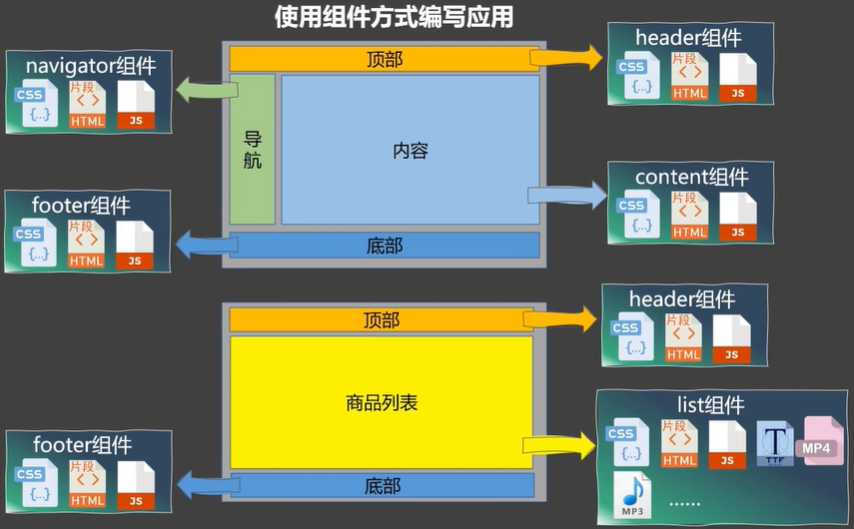 使用组件方式编写应用
navigator组件
CSS
{...}
片段
< >
HTML
JS
顶部
导航
内容
底部
header组件
CSS
{...}
片段
< >
HTML
JS
footer组件
CSS
{...}
片段
< >
HTML
JS
content组件
CSS
{...}
片段
< >
HTML
JS
顶部
商品列表
底部
header组件
CSS
{...}
片段
< >
HTML
JS
footer组件
CSS
{...}
片段
< >
HTML
JS
list组件
CSS
{...}
片段
< >
HTML
JS
T
TTF
MP4
MP3
......